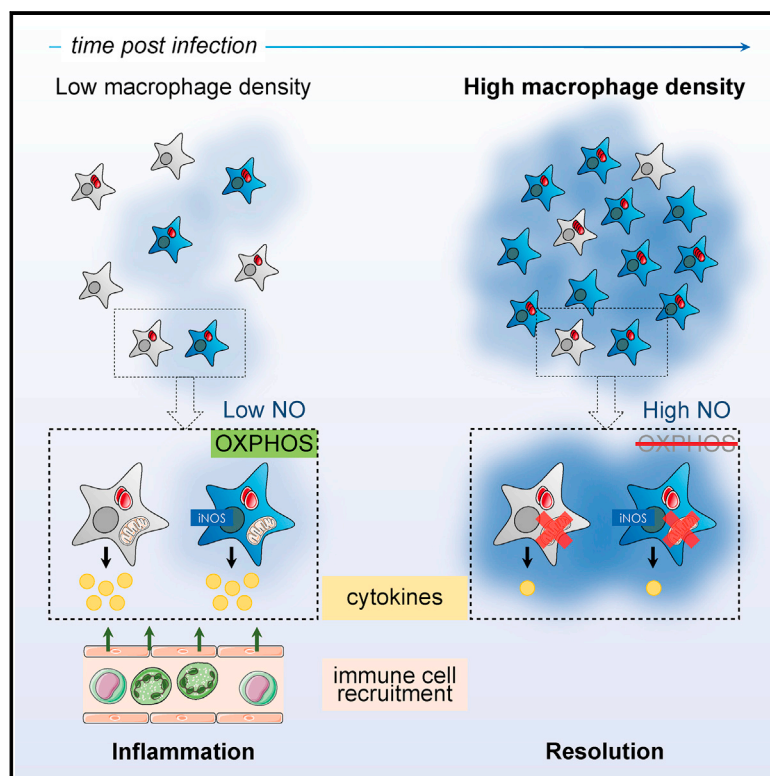 time post infection
Low macrophage density
High macrophage density
Low NO
OXPHOS
High NO
OXPHOS
iNOS
iNOS
cytokines
immune cell
recruitment
Inflammation
Resolution